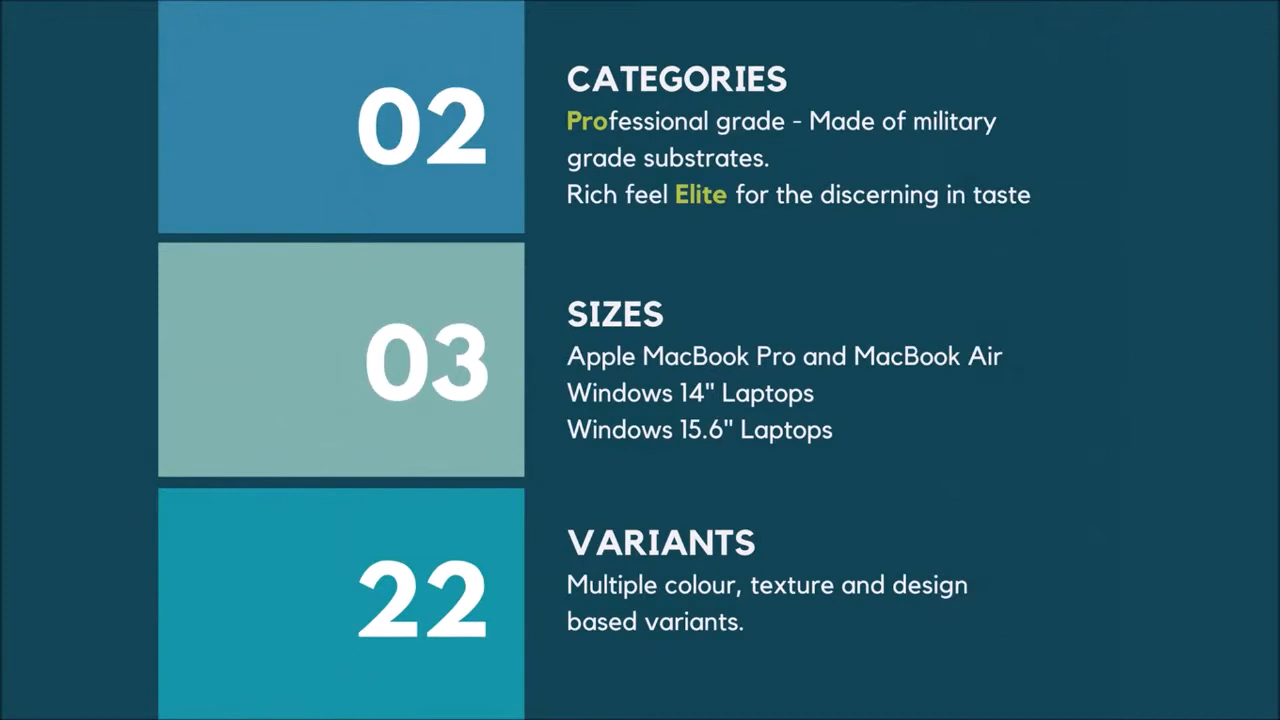 02
CATEGORIES
Professional grade - Made of military
grade substrates.
Rich feel Elite for the discerning in taste
03
SIZES
Apple MacBook Pro and MacBook Air
Windows 14" Laptops
Windows 15.6" Laptops
22
VARIANTS
Multiple colour, texture and design
based variants.